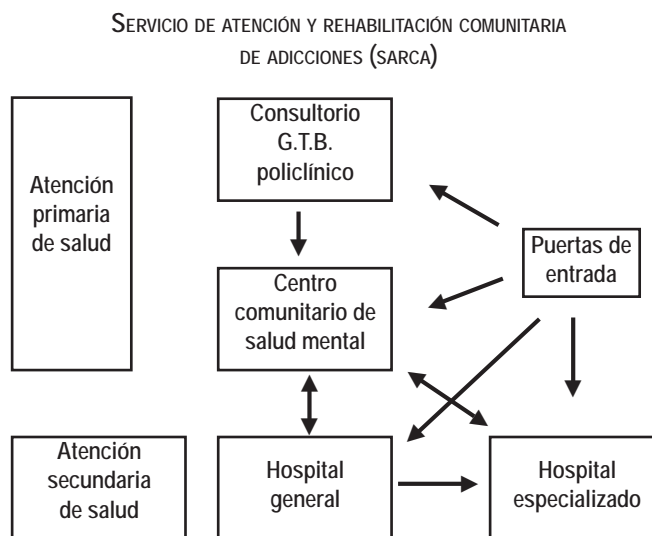 SERVICIO DE ATENCIÓN Y REHABILITACIÓN COMUNITARIA
DE ADICCIONES (SARCA)
Consultorio
G.T.B.
policlínico
Atención
primaria
de salud
Puertas de
entrada
Centro
comunitario de
salud mental
Atención
secundaria
de salud
Hospital
general
Hospital
especializado